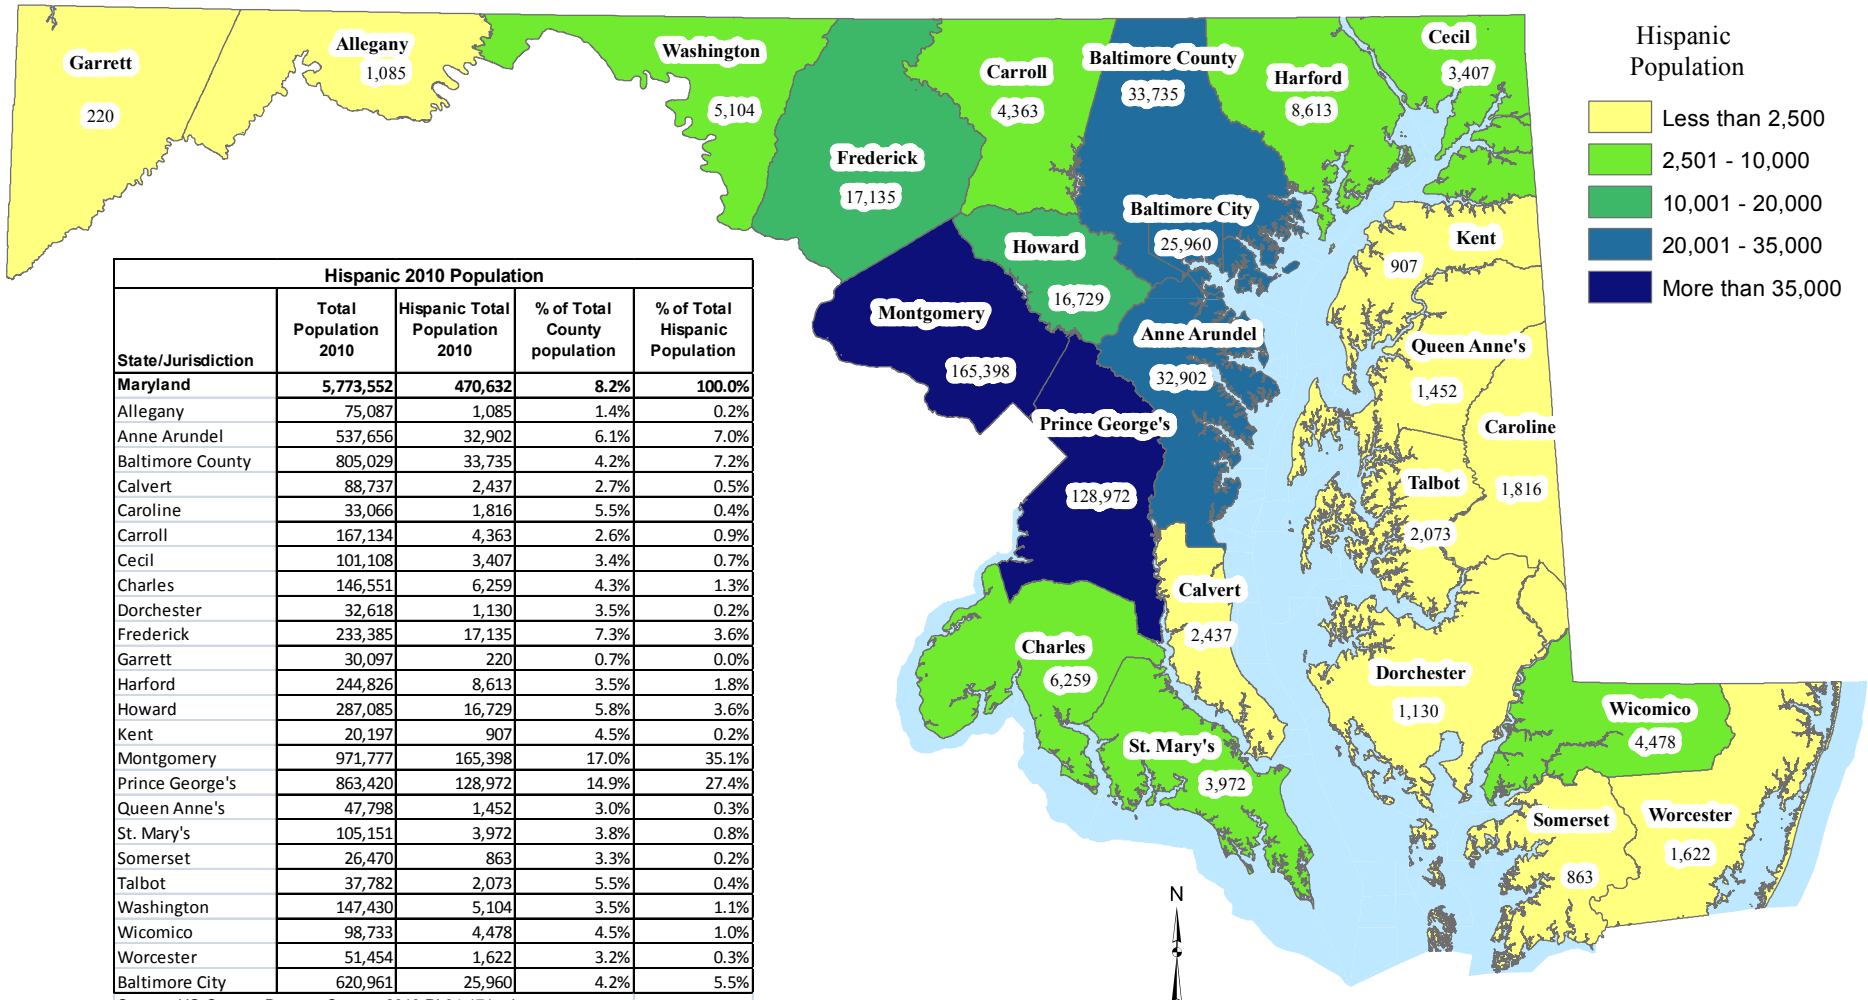 Garrett
220
Allegany
1,085
Washington
5,104
Frederick
17,135
Carroll
4,363
Baltimore County
33,735
Harford
8,613
Cecil
3,407
Baltimore City
25,960
Howard
16,729
Montgomery
165,398
Anne Arundel
32,902
Prince George's
128,972
Kent
907
Queen Anne's
1,452
Caroline
1,816
Talbot
2,073
Calvert
2,437
Charles
6,259
St. Mary's
3,972
Dorchester
1,130
Wicomico
4,478
Somerset
863
Worcester
1,622
N
Hispanic
Population
Less than 2,500
2,501 - 10,000
10,001 - 20,000
20,001 - 35,000
More than 35,000
Hispanic 2010 Population
State/Jurisdiction Total Population 2010 Hispanic Total Population 2010 % of Total County population % of Total Hispanic Population
Maryland 5,773,552 470,632 8.2% 100.0%
Allegany 75,087 1,085 1.4% 0.2%
Anne Arundel 537,656 32,902 6.1% 7.0%
Baltimore County 805,029 33,735 4.2% 7.2%
Calvert 88,737 2,437 2.7% 0.5%
Caroline 33,066 1,816 5.5% 0.4%
Carroll 167,134 4,363 2.6% 0.9%
Cecil 101,108 3,407 3.4% 0.7%
Charles 146,551 6,259 4.3% 1.3%
Dorchester 32,618 1,130 3.5% 0.2%
Frederick 233,385 17,135 7.3% 3.6%
Garrett 30,097 220 0.7% 0.0%
Harford 244,826 8,613 3.5% 1.8%
Howard 287,085 16,729 5.8% 3.6%
Kent 20,197 907 4.5% 0.2%
Montgomery 971,777 165,398 17.0% 35.1%
Prince George's 863,420 128,972 14.9% 27.4%
Queen Anne's 47,798 1,452 3.0% 0.3%
St. Mary's 105,151 3,972 3.8% 0.8%
Somerset 26,470 863 3.3% 0.2%
Talbot 37,782 2,073 5.5% 0.4%
Washington 147,430 5,104 3.5% 1.1%
Wicomico 98,733 4,478 4.5% 1.0%
Worcester 51,454 1,622 3.2% 0.3%
Baltimore City 620,961 25,960 4.2% 5.5%